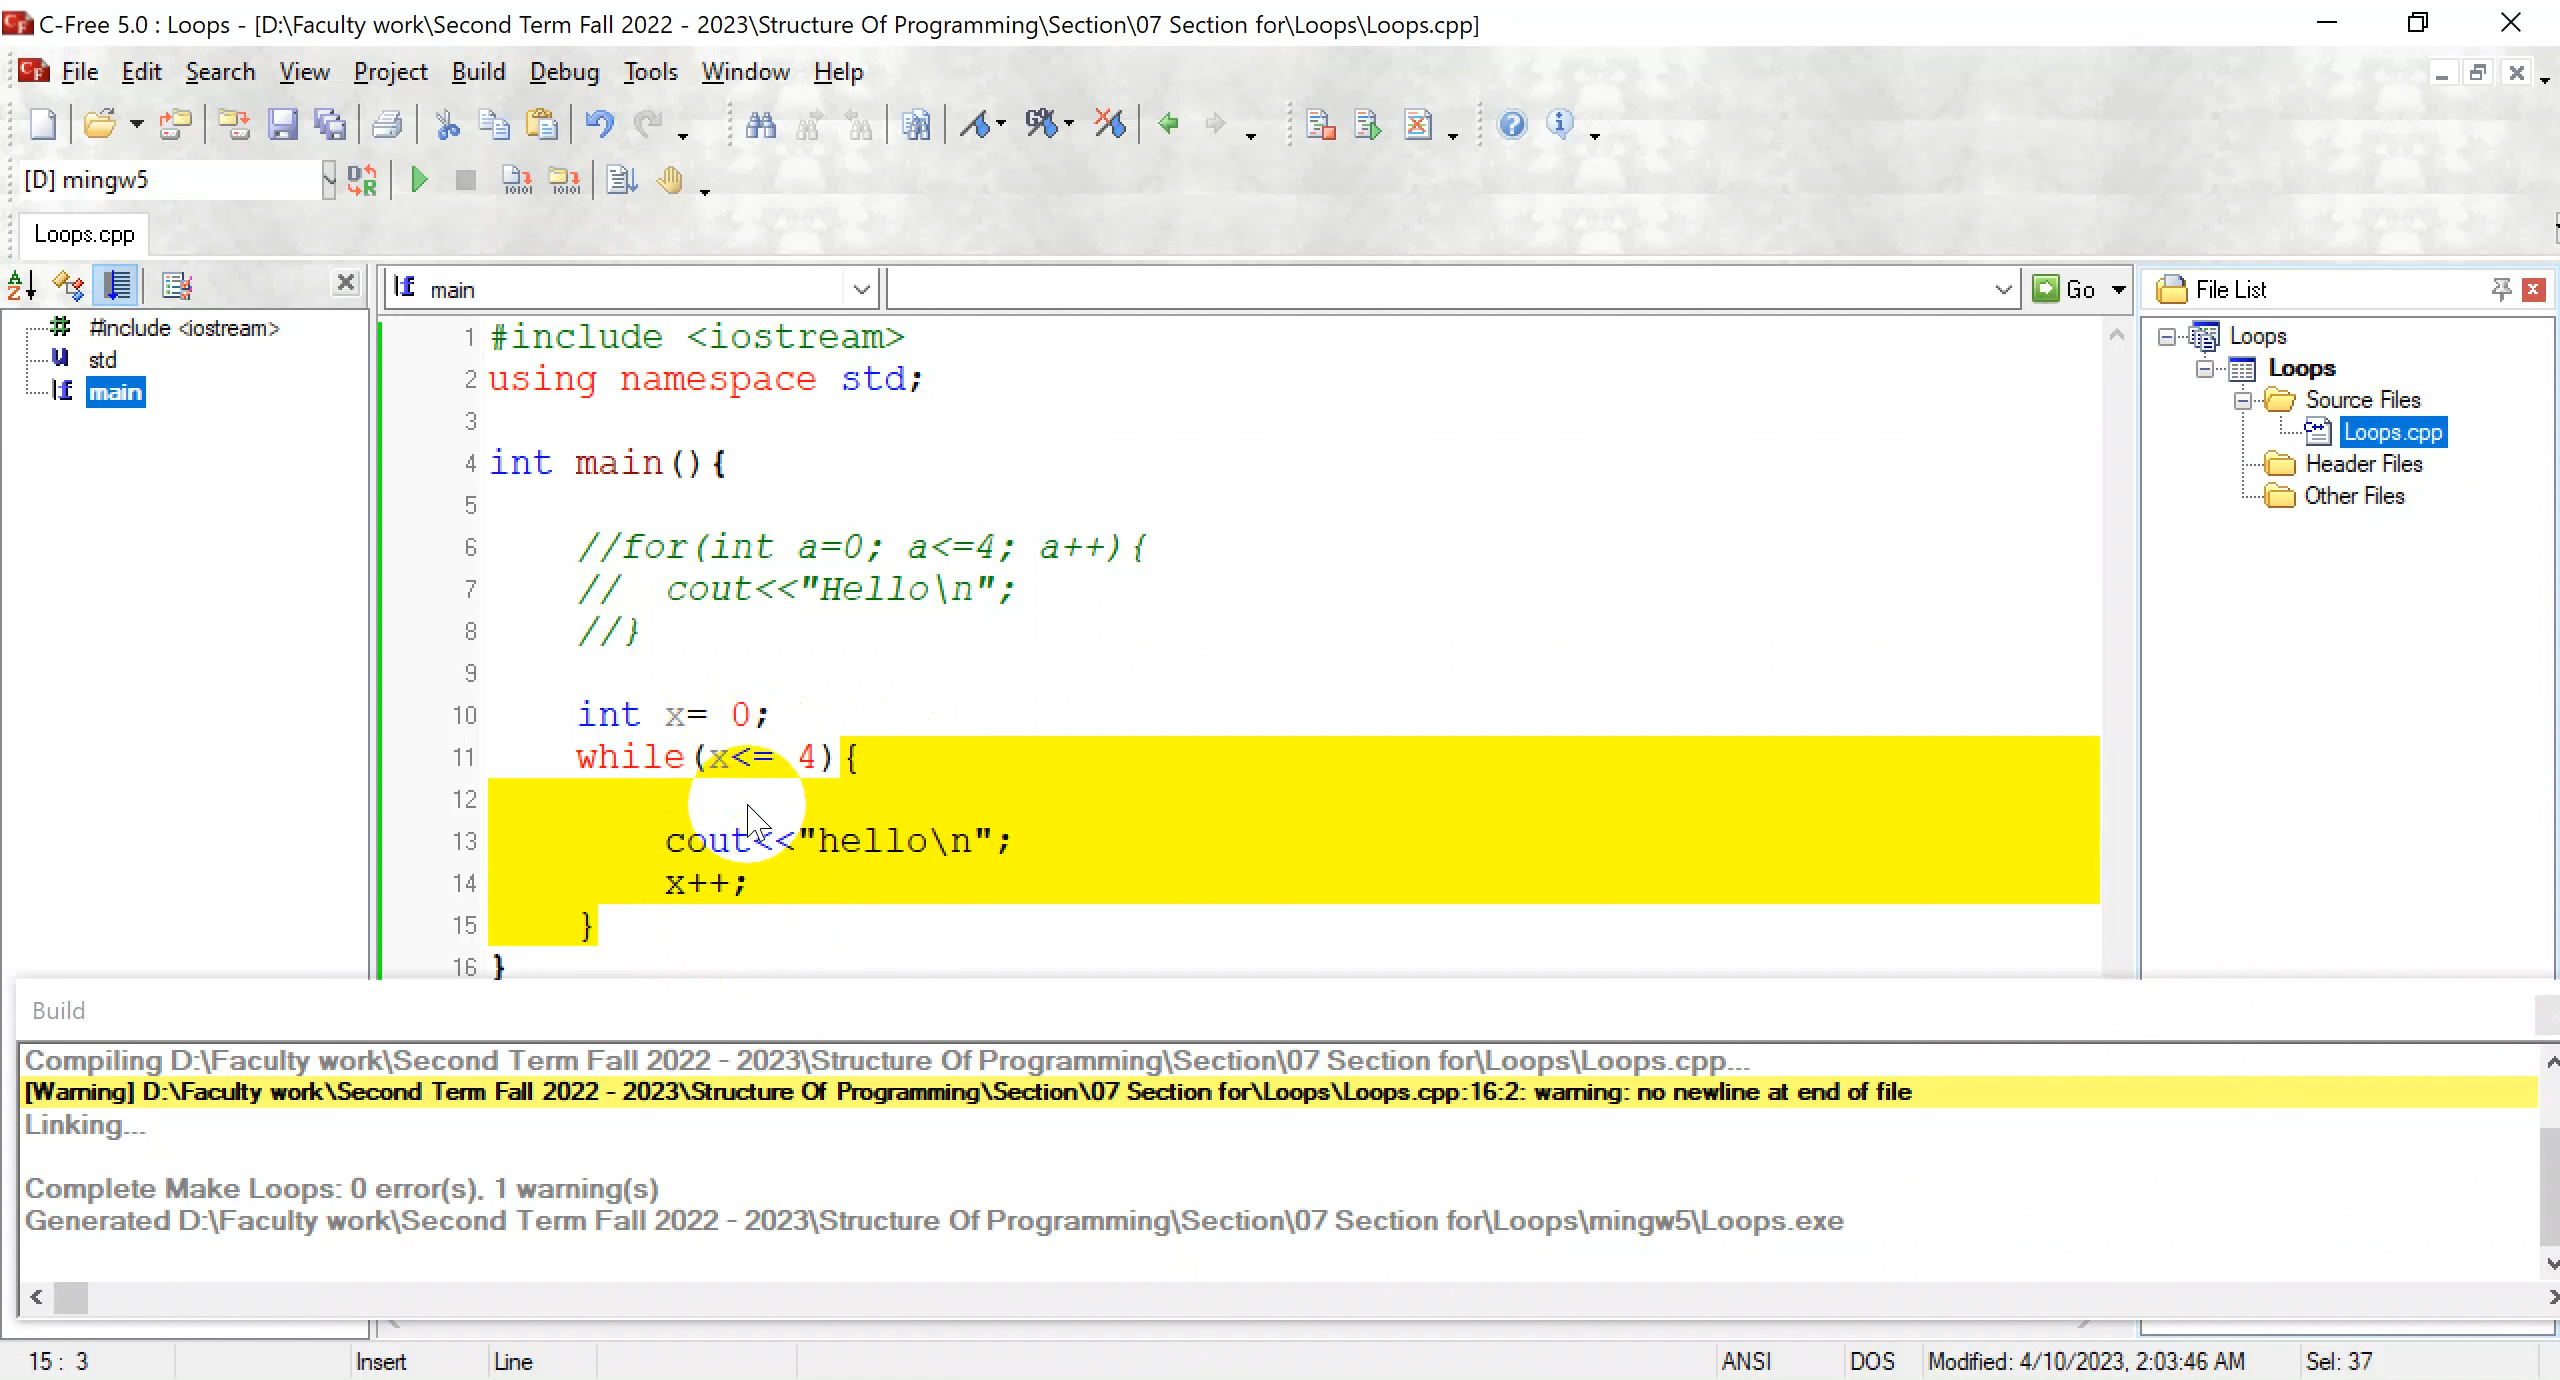 C-Free 5.0 : Loops - [D:\Faculty work\Second Term Fall 2022 - 2023\Structure Of Programming\Section\07 Section for\Loops\Loops.cpp]
File Edit Search View Project Build Debug Tools Window Help
[D] mingw5
Loops.cpp
main
Go
File List
#include <iostream>
std
main
1 #include <iostream>
2 using namespace std;
3
4 int main(){
5
6 //for(int a=0; a<=4; a++){
7 // cout<<"Hello\n";
8 //}
9
10 int x= 0;
11 while(x<= 4){
12
13 cout<<"hello\n";
14 x++;
15 }
16 }
Loops
Loops
Source Files
Loops.cpp
Header Files
Other Files
Build
Compiling D:\Faculty work\Second Term Fall 2022 - 2023\Structure Of Programming\Section\07 Section for\Loops\Loops.cpp...
[Warning] D:\Faculty work\Second Term Fall 2022 - 2023\Structure Of Programming\Section\07 Section for\Loops\Loops.cpp:16:2: warning: no newline at end of file
Linking...
Complete Make Loops: 0 error(s), 1 warning(s)
Generated D:\Faculty work\Second Term Fall 2022 - 2023\Structure Of Programming\Section\07 Section for\Loops\mingw5\Loops.exe
15 : 3 Insert Line ANSI DOS Modified: 4/10/2023, 2:03:46 AM Sel: 37